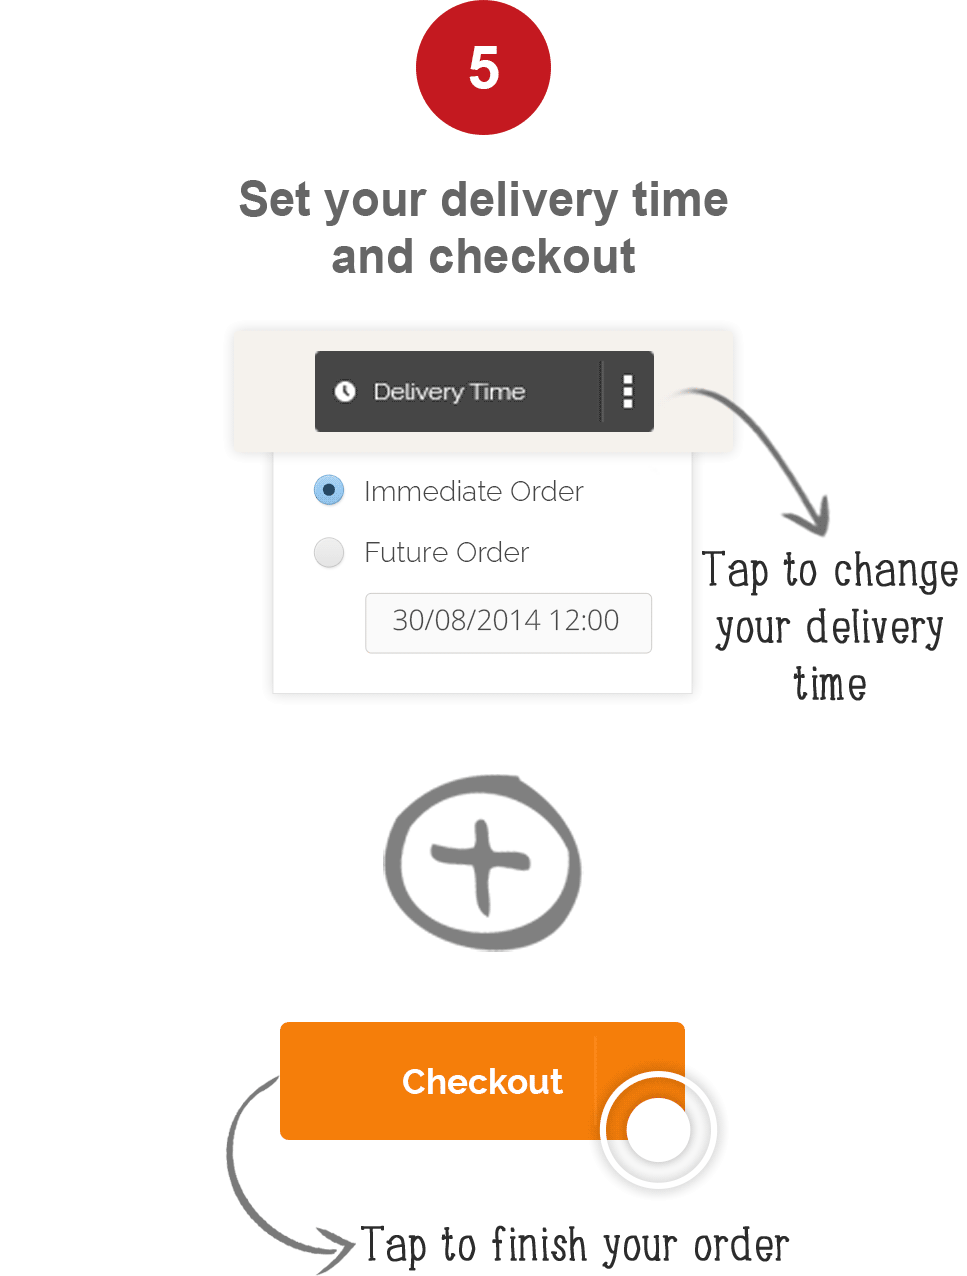 5
Set your delivery time
and checkout
Delivery Time
Immediate Order
Future Order
30/08/2014 12:00
Tap to change
your delivery
time
Checkout
Tap to finish your order